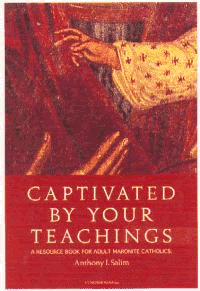 CAPTIVATED
BY YOUR
TEACHINGS
A RESOURCE BOOK FOR ADULT MARONITE CATHOLICS
Anthony J. Salim